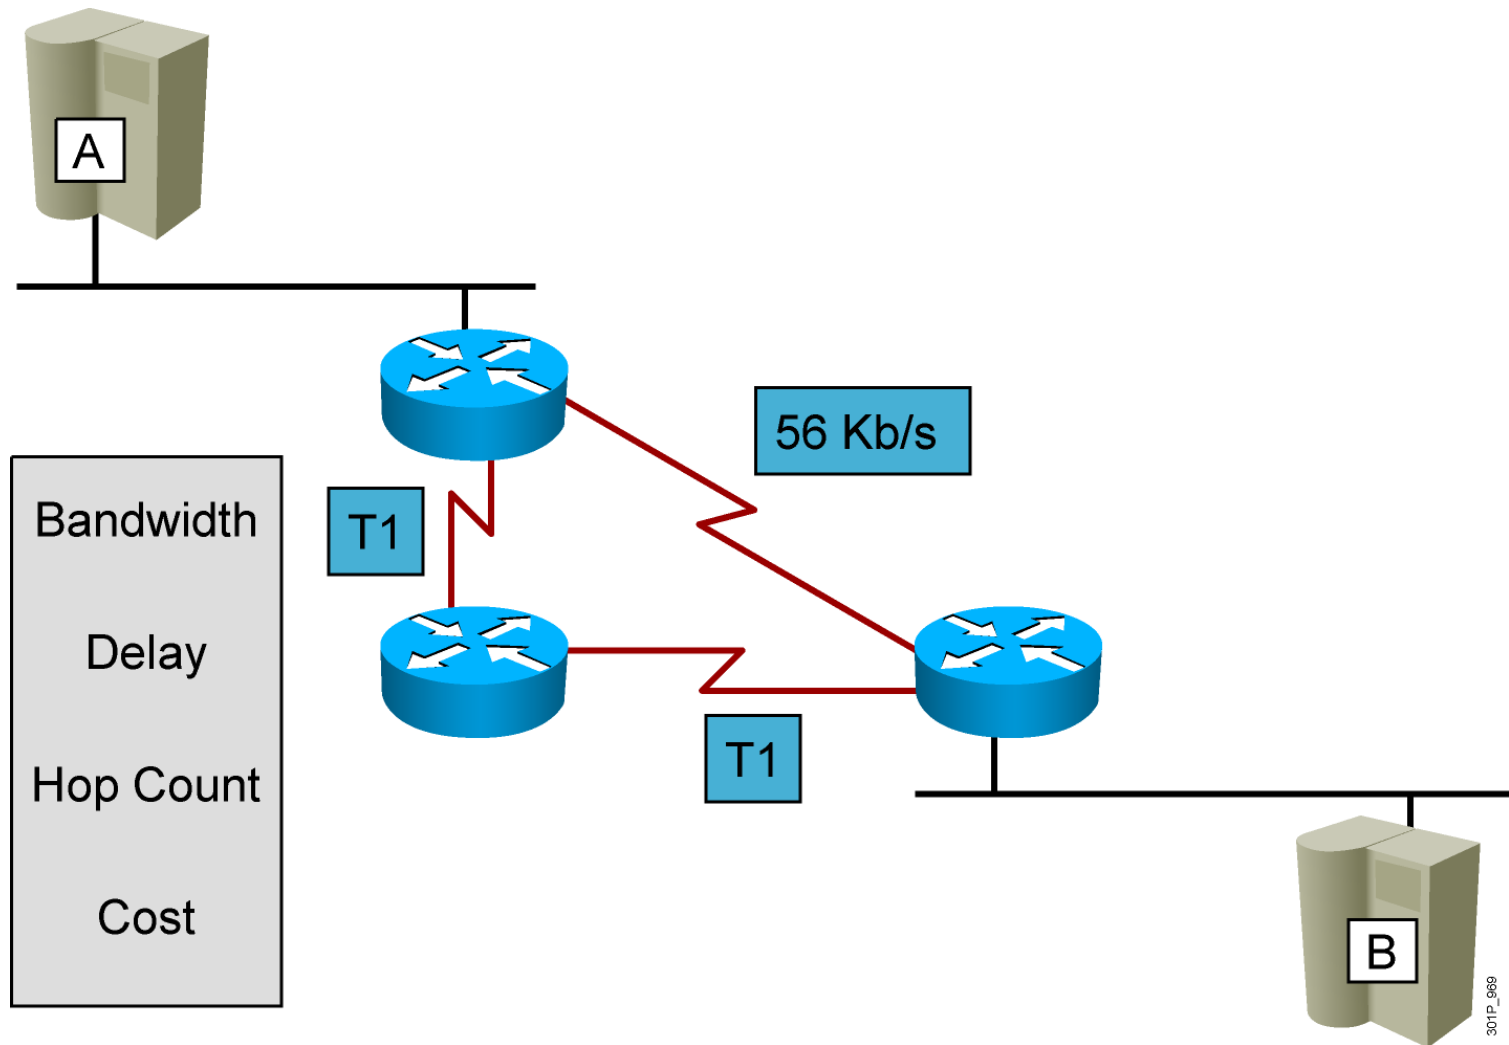 A
56 Kb/s
T1
Bandwidth
Delay
Hop Count
Cost
T1
B
301P_969